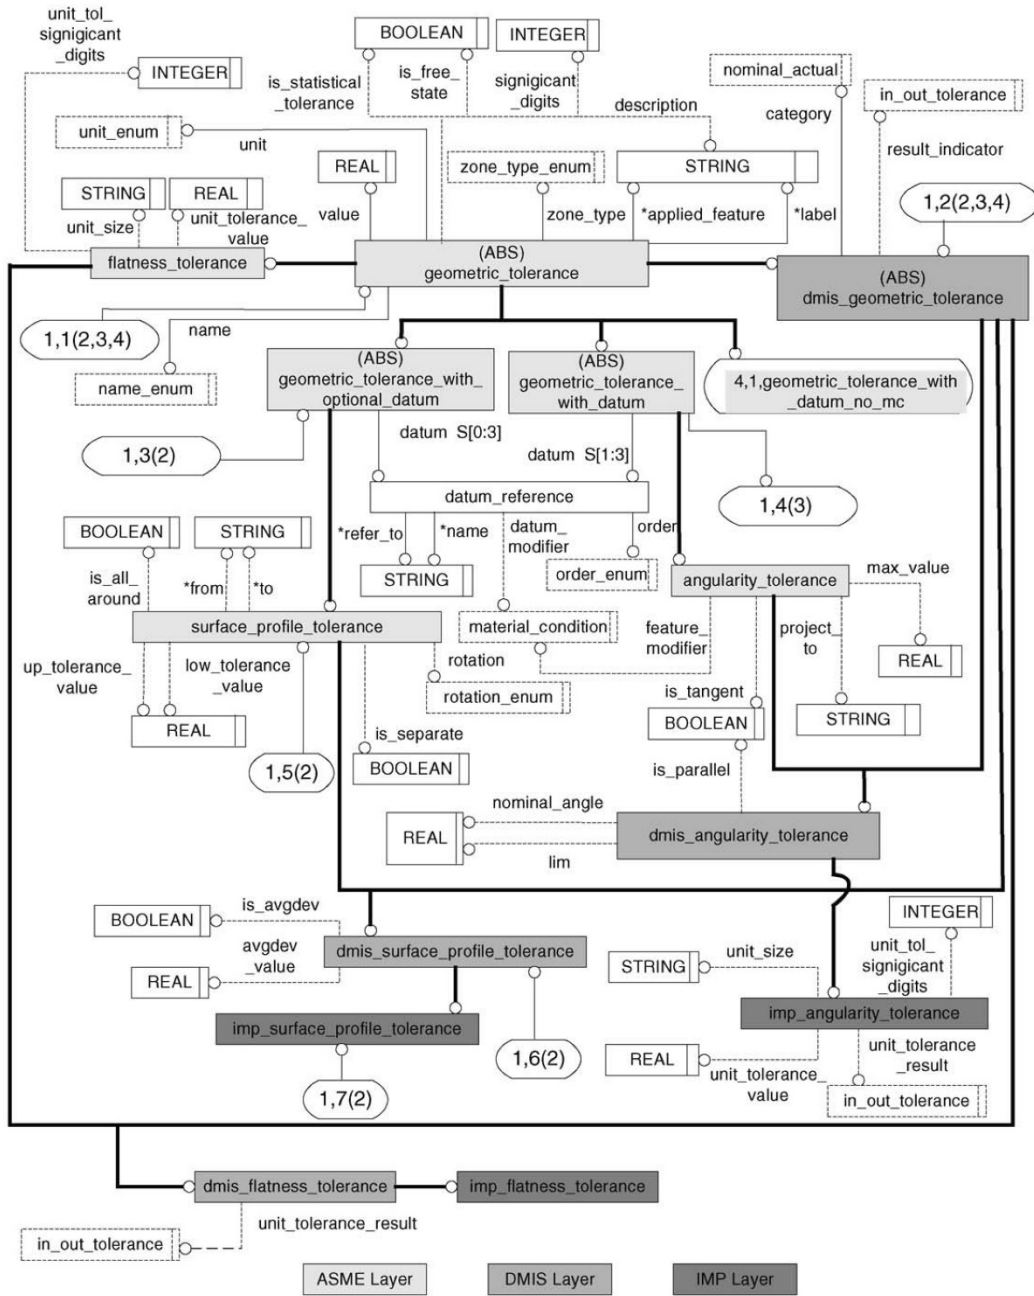 unit_tol_
signigicant
_digits
INTEGER
BOOLEAN
INTEGER
is_statistical
_tolerance
is_free_
state
signigicant
_digits
description
nominal_actual
category
in_out_tolerance
result_indicator
unit_enum
unit
REAL
value
zone_type_enum
zone_type
STRING
*applied_feature
*label
1,2(2,3,4)
STRING
REAL
unit_size
unit_tolerance_
value
flatness_tolerance
(ABS)
geometric_tolerance
(ABS)
dmis_geometric_tolerance
1,1(2,3,4)
name
name_enum
(ABS)
geometric_tolerance_with_
optional_datum
(ABS)
geometric_tolerance_
with_datum
4,1,geometric_tolerance_with
_datum_no_mc
1,3(2)
datum S[0:3]
datum S[1:3]
1,4(3)
datum_reference
*refer_to
*name
datum_
modifier
order
STRING
order_enum
BOOLEAN
STRING
is_all_
around
*from
*to
angularity_tolerance
max_value
surface_profile_tolerance
material_condition
feature_
modifier
project_
to
REAL
up_tolerance_
value
low_tolerance
_value
rotation
rotation_enum
is_tangent
REAL
is_separate
BOOLEAN
STRING
1,5(2)
BOOLEAN
is_parallel
nominal_angle
REAL
lim
dmis_angularity_tolerance
is_avgdev
BOOLEAN
avgdev
_value
REAL
dmis_surface_profile_tolerance
INTEGER
unit_size
STRING
unit_tol_
signigicant
_digits
imp_surface_profile_tolerance
imp_angularity_tolerance
1,6(2)
REAL
unit_tolerance_
value
unit_tolerance
_result
1,7(2)
in_out_tolerance
dmis_flatness_tolerance
imp_flatness_tolerance
unit_tolerance_result
in_out_tolerance
ASME Layer
DMIS Layer
IMP Layer